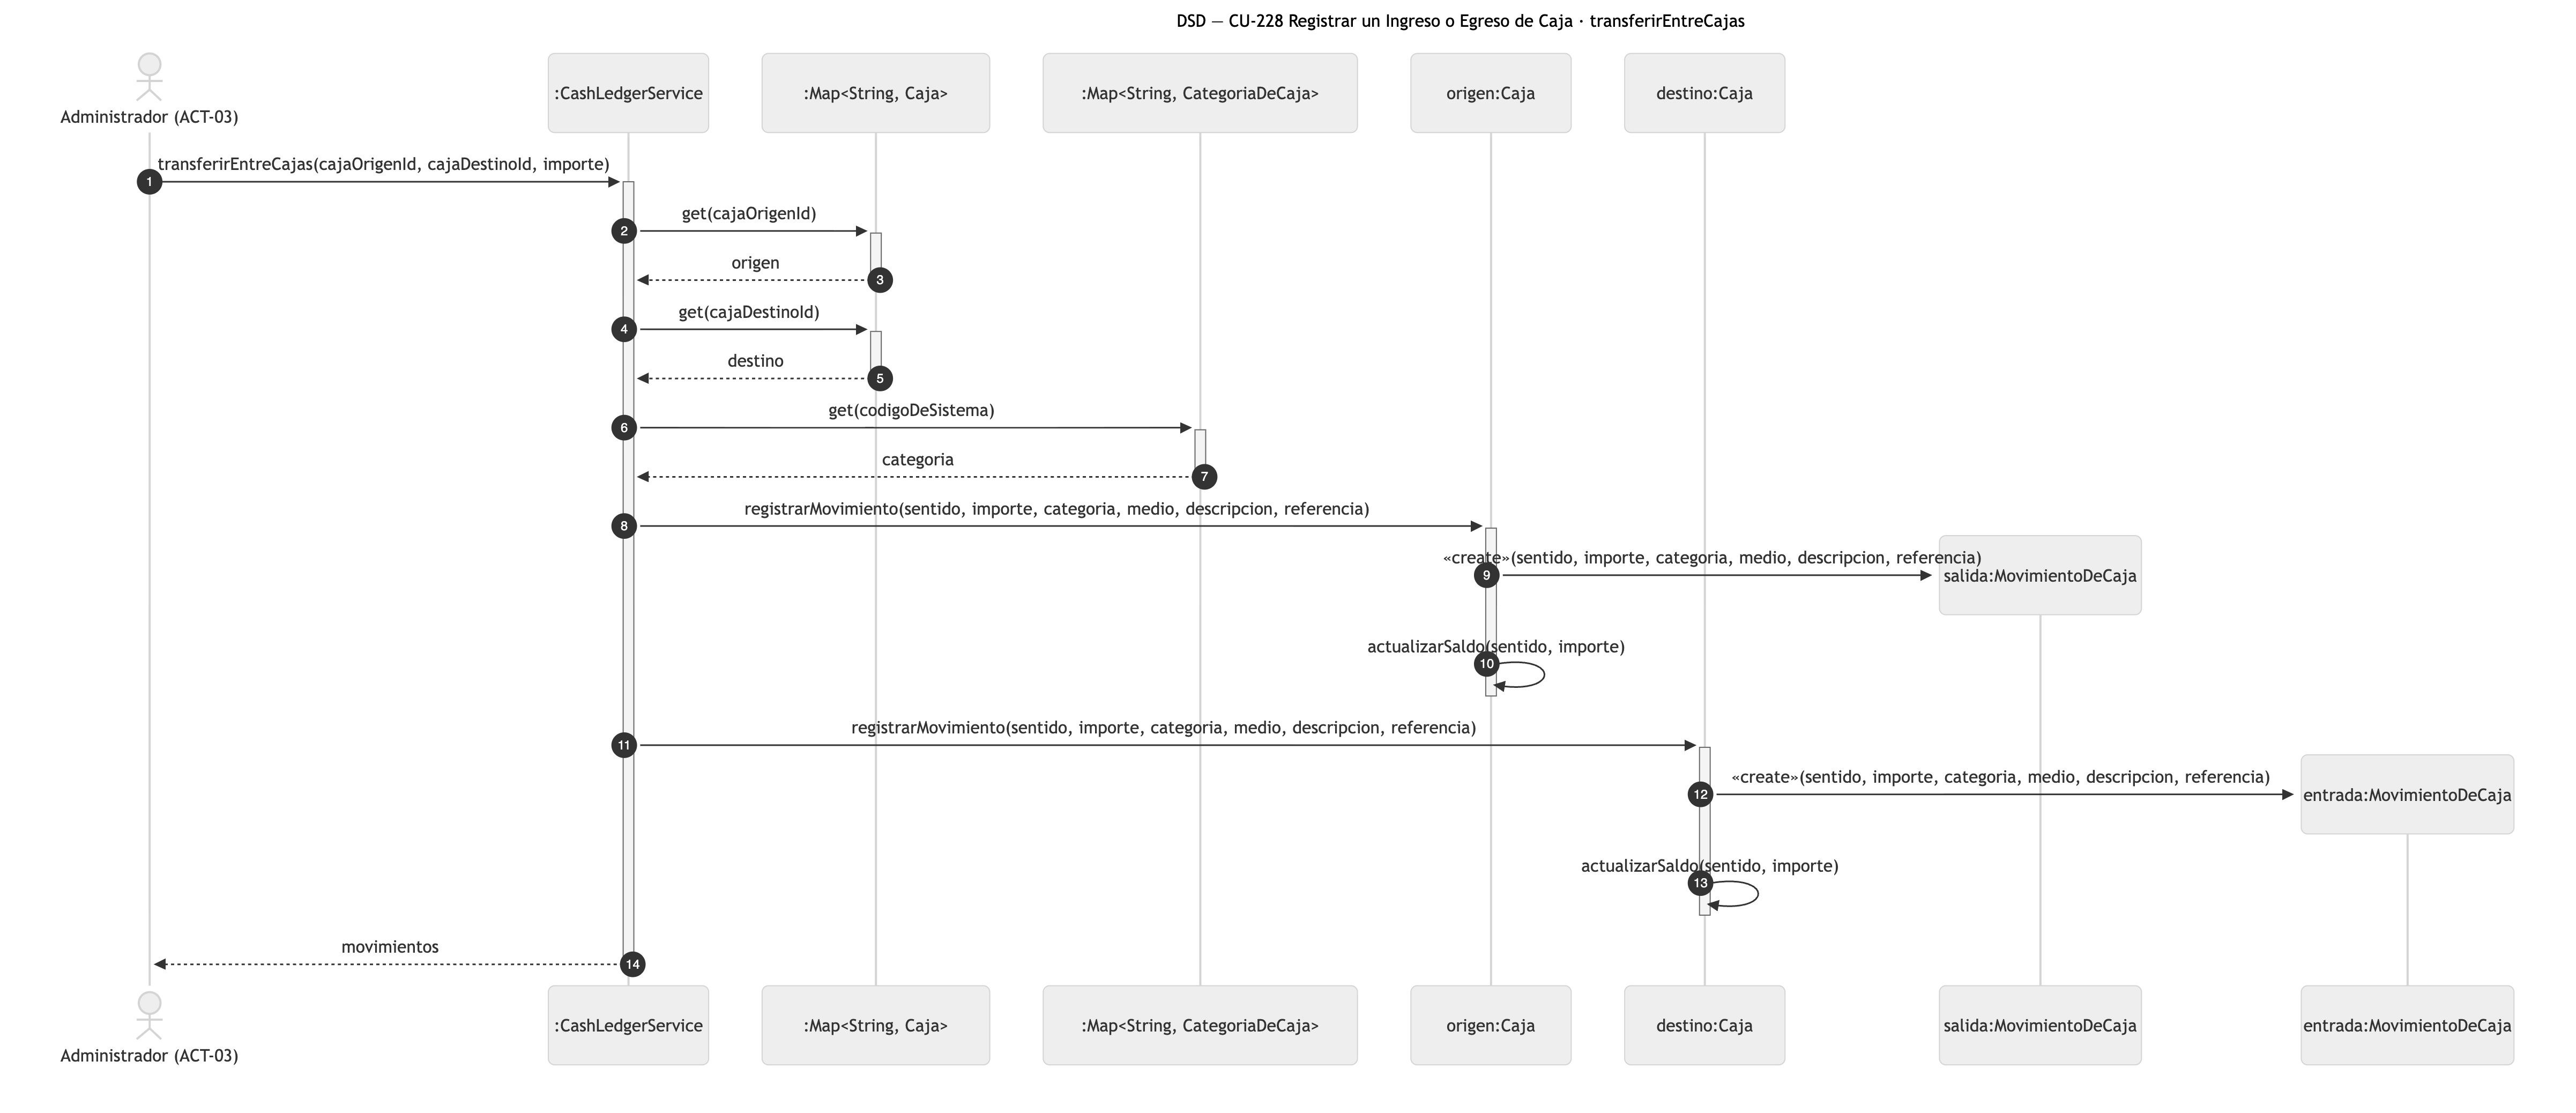 DSD — CU-228 Registrar un Ingreso o Egreso de Caja · transferirEntreCajas
Administrador (ACT-03)
:CashLedgerService
:Map<String, Caja>
:Map<String, CategoriaDeCaja>
origen:Caja
destino:Caja
transferirEntreCajas(cajaOrigenId, cajaDestinoId, importe)
1
get(cajaOrigenId)
2
origen
3
get(cajaDestinoId)
4
destino
5
get(codigoDeSistema)
6
categoria
7
registrarMovimiento(sentido, importe, categoria, medio, descripcion, referencia)
8
«create»(sentido, importe, categoria, medio, descripcion, referencia)
9
salida:MovimientoDeCaja
actualizarSaldo(sentido, importe)
10
registrarMovimiento(sentido, importe, categoria, medio, descripcion, referencia)
11
«create»(sentido, importe, categoria, medio, descripcion, referencia)
12
entrada:MovimientoDeCaja
actualizarSaldo(sentido, importe)
13
movimientos
14
Administrador (ACT-03)
:CashLedgerService
:Map<String, Caja>
:Map<String, CategoriaDeCaja>
origen:Caja
destino:Caja
salida:MovimientoDeCaja
entrada:MovimientoDeCaja